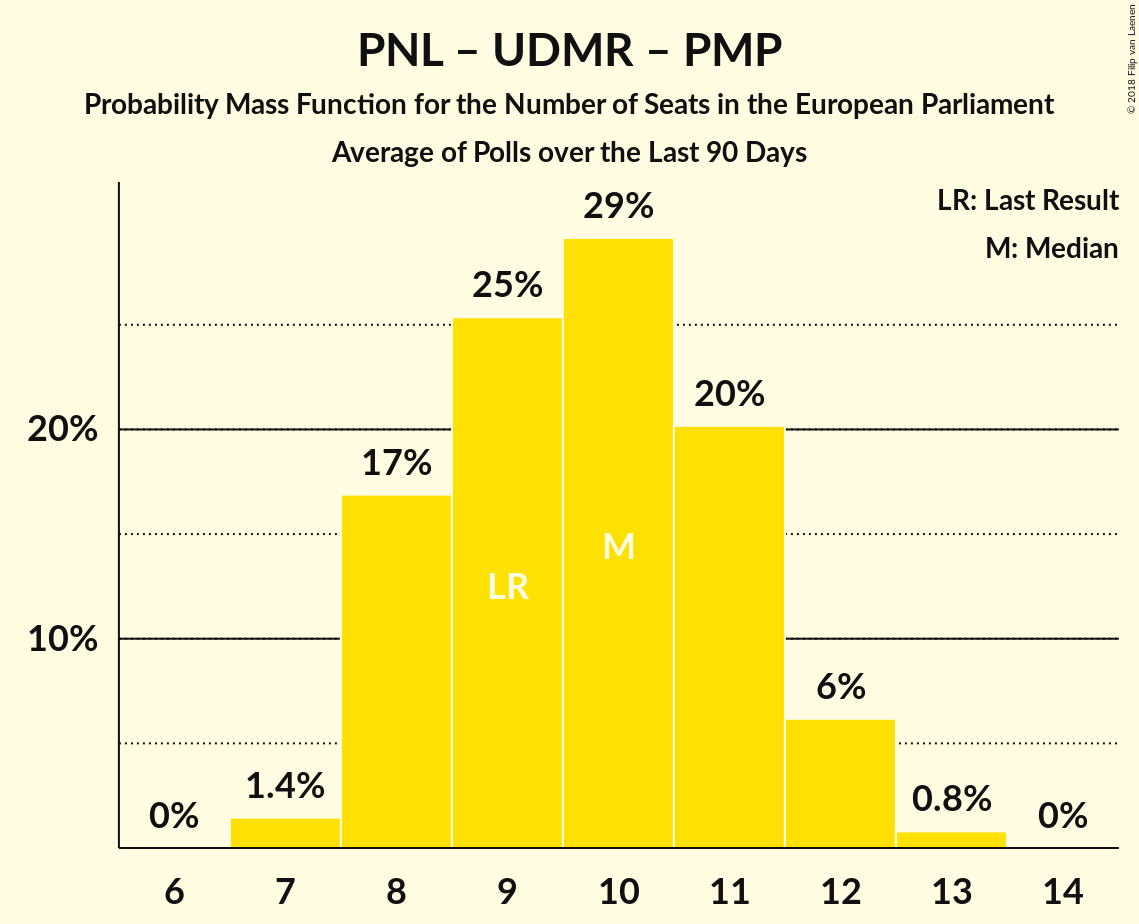 PNL – UDMR – PMP
Probability Mass Function for the Number of Seats in the European Parliament
Average of Polls over the Last 90 Days
© 2018 Filip van Laenen
LR: Last Result
M: Median
29%
25%
20%
17%
6%
1.4%
0.8%
0%
0%
20%
10%
LR
M
6 7 8 9 10 11 12 13 14